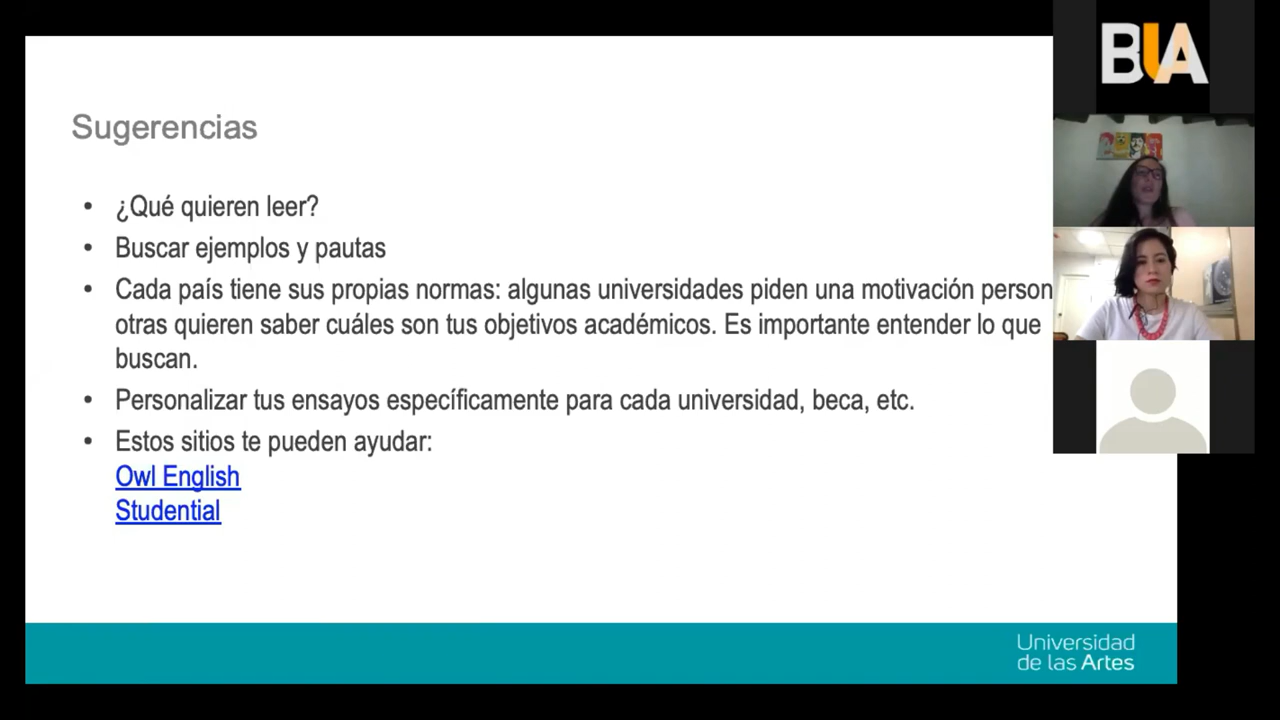 BUA
Sugerencias
• ¿Qué quieren leer?
• Buscar ejemplos y pautas
• Cada país tiene sus propias normas: algunas universidades piden una motivación person
otras quieren saber cuáles son tus objetivos académicos. Es importante entender lo que
buscan.
• Personalizar tus ensayos específicamente para cada universidad, beca, etc.
• Estos sitios te pueden ayudar:
Owl English
Studential
Universidad
de las Artes